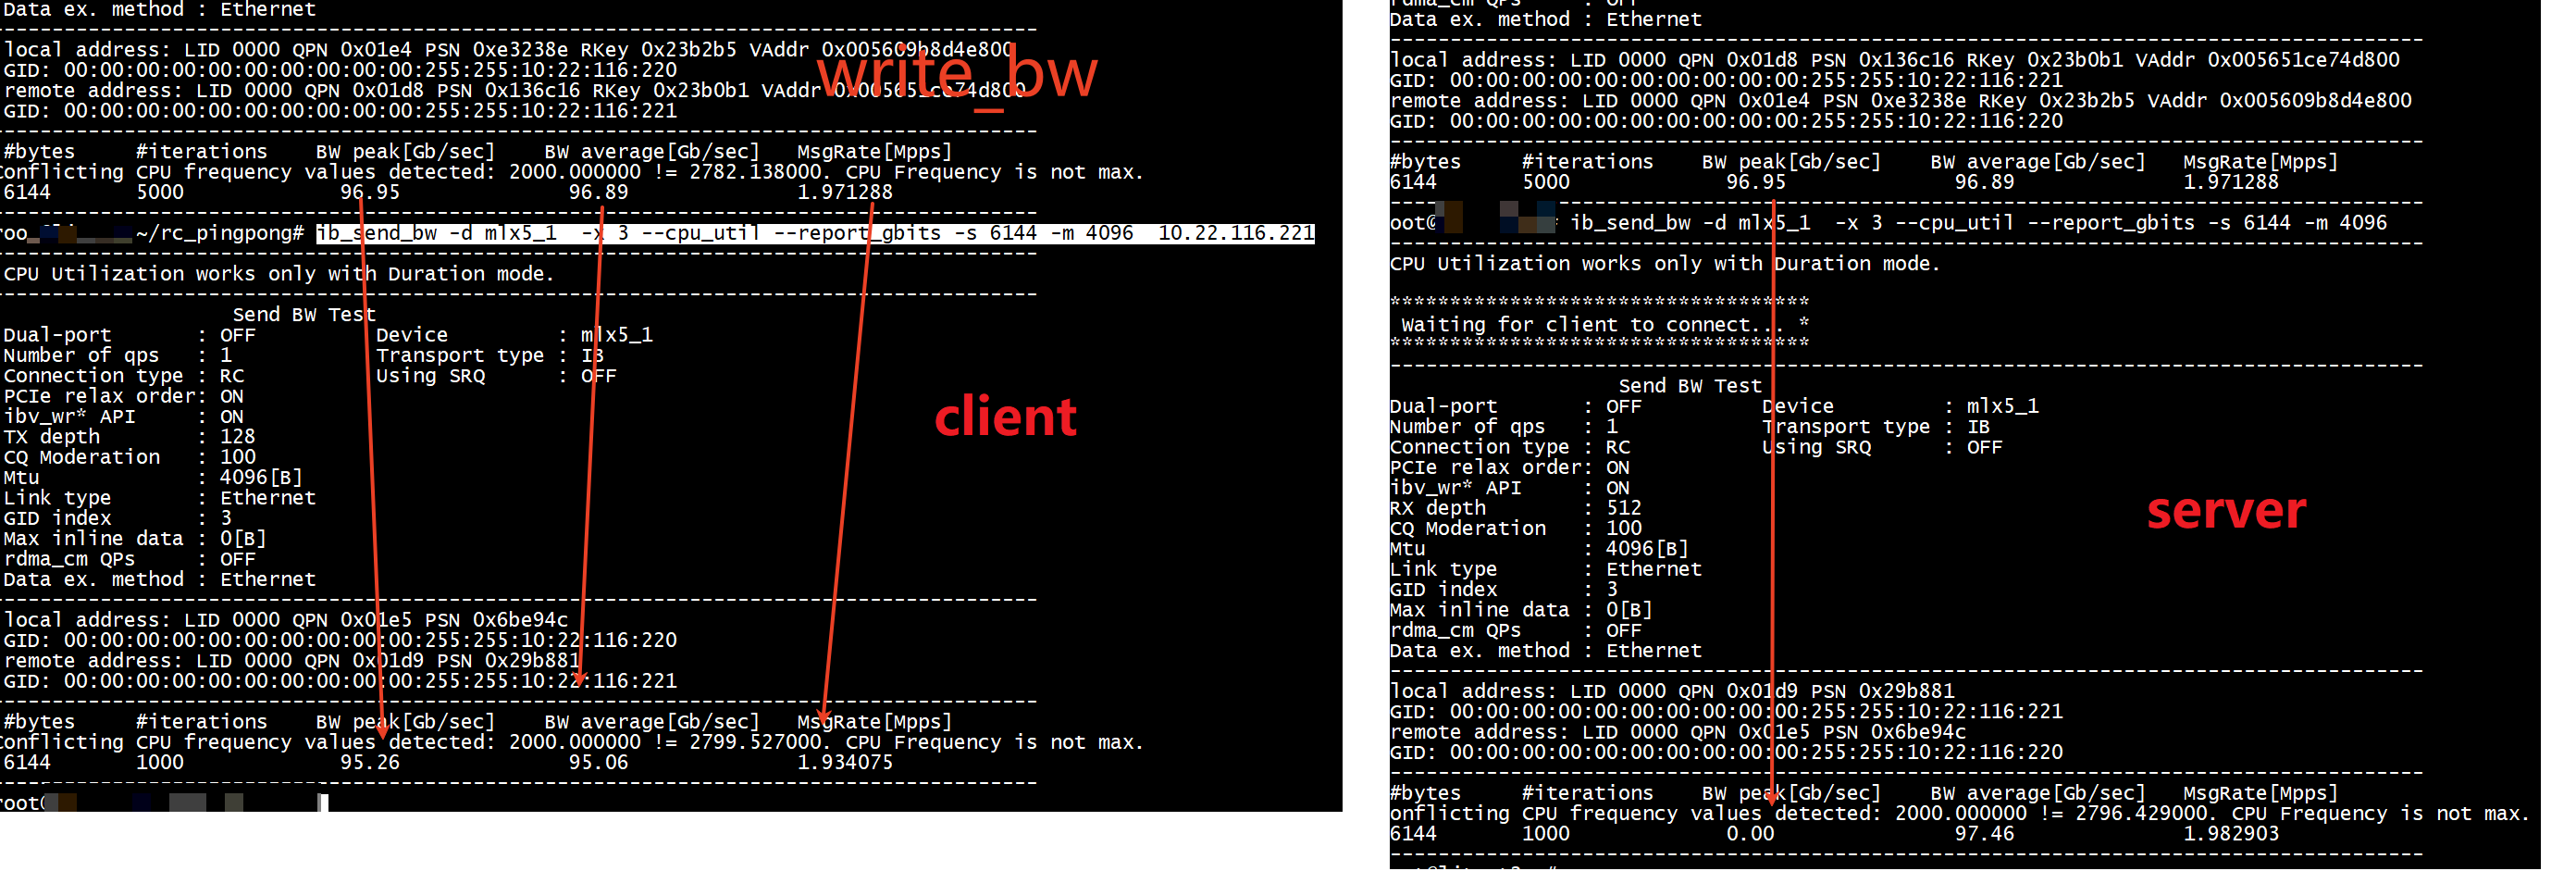 Data ex. method : Ethernet
local address: LID 0000 QPN 0x01e4 PSN 0xe3238e RKey 0x23b2b5 VAddr 0x005609b8d4e800
GID: 00:00:00:00:00:00:00:00:00:00:255:255:10:22:116:220
remote address: LID 0000 QPN 0x01d8 PSN 0x136c16 RKey 0x23b0b1 VAddr 0x005651ce74d800
GID: 00:00:00:00:00:00:00:00:00:00:255:255:10:22:116:221
write_bw
#bytes #iterations BW peak[Gb/sec] BW average[Gb/sec] MsgRate[Mpps]
Conflicting CPU frequency values detected: 2000.000000 != 2782.138000. CPU Frequency is not max.
6144 5000 96.95 96.89 1.971288
roo ~/rc_pingpong# ib_send_bw -d mlx5_1 -x 3 --cpu_util --report_gbits -s 6144 -m 4096 10.22.116.221
CPU Utilization works only with Duration mode.
Send BW Test
Dual-port : OFF Device : mlx5_1
Number of qps : 1 Transport type : IB
Connection type : RC Using SRQ : OFF
PCIe relax order: ON
ibv_wr* API : ON
TX depth : 128
CQ Moderation : 100
Mtu : 4096[B]
Link type : Ethernet
GID index : 3
Max inline data : 0[B]
rdma_cm QPs : OFF
Data ex. method : Ethernet
client
local address: LID 0000 QPN 0x01e5 PSN 0x6be94c
GID: 00:00:00:00:00:00:00:00:00:00:255:255:10:22:116:220
remote address: LID 0000 QPN 0x01d9 PSN 0x29b881
GID: 00:00:00:00:00:00:00:00:00:00:255:255:10:22:116:221
#bytes #iterations BW peak[Gb/sec] BW average[Gb/sec] MsgRate[Mpps]
Conflicting CPU frequency values detected: 2000.000000 != 2799.527000. CPU Frequency is not max.
6144 1000 95.26 95.06 1.934075
root@
rdma_cm QPs : OFF
Data ex. method : Ethernet
local address: LID 0000 QPN 0x01d8 PSN 0x136c16 RKey 0x23b0b1 VAddr 0x005651ce74d800
GID: 00:00:00:00:00:00:00:00:00:00:255:255:10:22:116:221
remote address: LID 0000 QPN 0x01e4 PSN 0xe3238e RKey 0x23b2b5 VAddr 0x005609b8d4e800
GID: 00:00:00:00:00:00:00:00:00:00:255:255:10:22:116:220
#bytes #iterations BW peak[Gb/sec] BW average[Gb/sec] MsgRate[Mpps]
6144 5000 96.95 96.89 1.971288
oot@ ib_send_bw -d mlx5_1 -x 3 --cpu_util --report_gbits -s 6144 -m 4096
CPU Utilization works only with Duration mode.
************************************
Waiting for client to connect... *
************************************
Send BW Test
Dual-port : OFF Device : mlx5_1
Number of qps : 1 Transport type : IB
Connection type : RC Using SRQ : OFF
PCIe relax order: ON
ibv_wr* API : ON
RX depth : 512
CQ Moderation : 100
Mtu : 4096[B]
Link type : Ethernet
GID index : 3
Max inline data : 0[B]
rdma_cm QPs : OFF
Data ex. method : Ethernet
server
local address: LID 0000 QPN 0x01d9 PSN 0x29b881
GID: 00:00:00:00:00:00:00:00:00:00:255:255:10:22:116:221
remote address: LID 0000 QPN 0x01e5 PSN 0x6be94c
GID: 00:00:00:00:00:00:00:00:00:00:255:255:10:22:116:220
#bytes #iterations BW peak[Gb/sec] BW average[Gb/sec] MsgRate[Mpps]
onflicting CPU frequency values detected: 2000.000000 != 2796.429000. CPU Frequency is not max.
6144 1000 0.00 97.46 1.982903